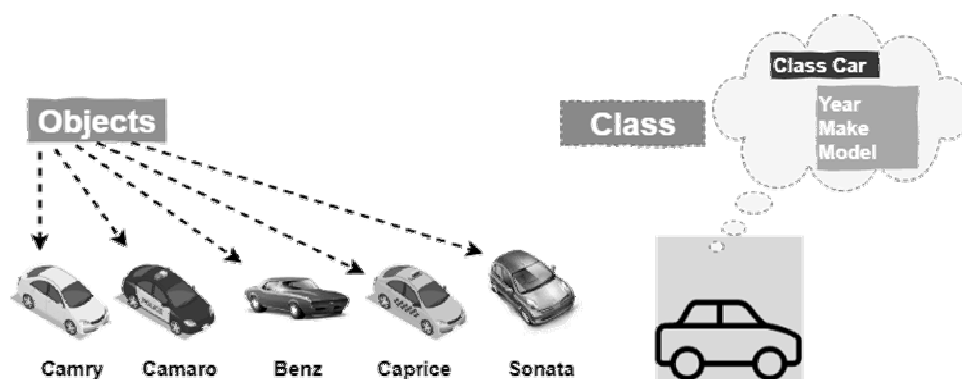 Objects
Class
Class Car
Year
Make
Model
Camry
Camaro
Benz
Caprice
Sonata